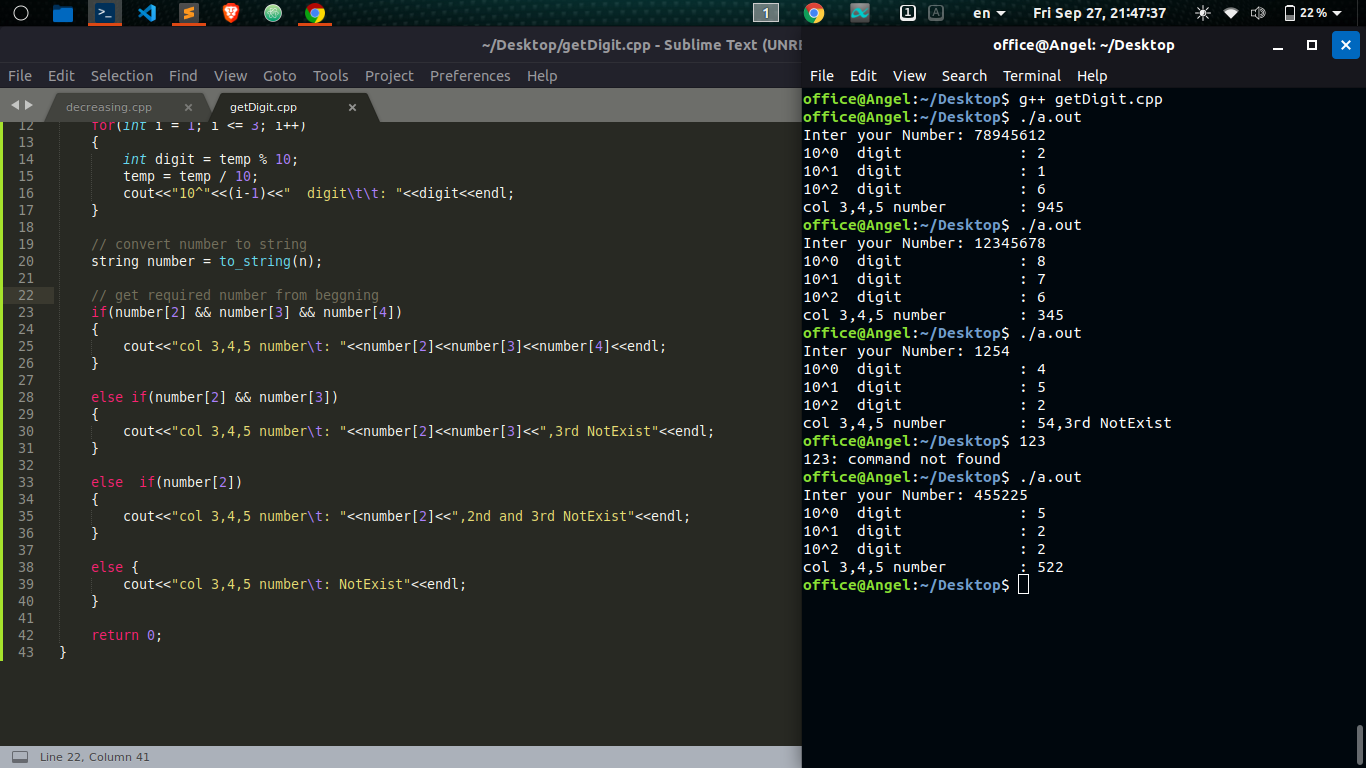 1
1
A
en
Fri Sep 27, 21:47:37
22 %
~/Desktop/getDigit.cpp - Sublime Text (UNRE
File Edit Selection Find View Goto Tools Project Preferences Help
decreasing.cpp × getDigit.cpp ×
12 for(int i = 1; i <= 3; i++)
13 {
14 int digit = temp % 10;
15 temp = temp / 10;
16 cout<<"10^"<<(i-1)<<"  digit\t\t: "<<digit<<endl;
17 }
18
19 // convert number to string
20 string number = to_string(n);
21
22 // get required number from beggning
23 if(number[2] && number[3] && number[4])
24 {
25 cout<<"col 3,4,5 number\t: "<<number[2]<<number[3]<<number[4]<<endl;
26 }
27
28 else if(number[2] && number[3])
29 {
30 cout<<"col 3,4,5 number\t: "<<number[2]<<number[3]<<",3rd NotExist"<<endl;
31 }
32
33 else  if(number[2])
34 {
35 cout<<"col 3,4,5 number\t: "<<number[2]<<",2nd and 3rd NotExist"<<endl;
36 }
37
38 else {
39 cout<<"col 3,4,5 number\t: NotExist"<<endl;
40 }
41
42 return 0;
43 }
Line 22, Column 41
office@Angel: ~/Desktop
File Edit View Search Terminal Help
office@Angel:~/Desktop$ g++ getDigit.cpp
office@Angel:~/Desktop$ ./a.out
Inter your Number: 78945612
10^0  digit             : 2
10^1  digit             : 1
10^2  digit             : 6
col 3,4,5 number        : 945
office@Angel:~/Desktop$ ./a.out
Inter your Number: 12345678
10^0  digit             : 8
10^1  digit             : 7
10^2  digit             : 6
col 3,4,5 number        : 345
office@Angel:~/Desktop$ ./a.out
Inter your Number: 1254
10^0  digit             : 4
10^1  digit             : 5
10^2  digit             : 2
col 3,4,5 number        : 54,3rd NotExist
office@Angel:~/Desktop$ 123
123: command not found
office@Angel:~/Desktop$ ./a.out
Inter your Number: 455225
10^0  digit             : 5
10^1  digit             : 2
10^2  digit             : 2
col 3,4,5 number        : 522
office@Angel:~/Desktop$